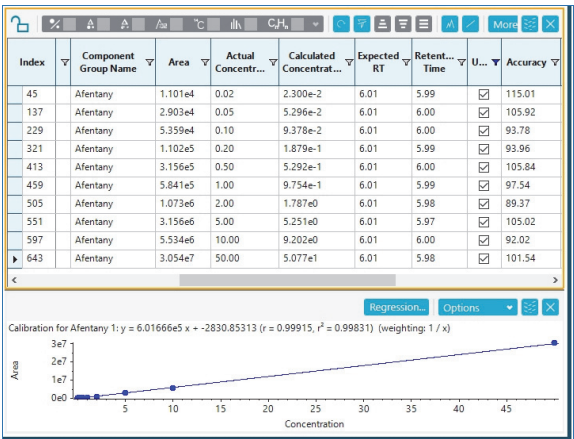 % A A /ses °C ılı CₓHₙ More
Index Component Group Name Area Actual Concentr... Calculated Concentrat... Expected RT Retent... Time U... Accuracy
45 Afentany 1.101e4 0.02 2.300e-2 6.01 5.99 115.01
137 Afentany 2.903e4 0.05 5.296e-2 6.01 6.00 105.92
229 Afentany 5.359e4 0.10 9.378e-2 6.01 6.00 93.78
321 Afentany 1.102e5 0.20 1.879e-1 6.01 5.99 93.96
413 Afentany 3.156e5 0.50 5.292e-1 6.01 6.00 105.84
459 Afentany 5.841e5 1.00 9.754e-1 6.01 5.99 97.54
505 Afentany 1.073e6 2.00 1.787e0 6.01 5.98 89.37
551 Afentany 3.156e6 5.00 5.251e0 6.01 5.97 105.02
597 Afentany 5.534e6 10.00 9.202e0 6.01 6.00 92.02
643 Afentany 3.054e7 50.00 5.077e1 6.01 5.98 101.54
Regression... Options
Calibration for Afentany 1: y = 6.01666e5 x + -2830.85313 (r = 0.99915, r² = 0.99831) (weighting: 1 / x)
3e7
2e7
1e7
0e0
Area
5 10 15 20 25 30 35 40 45
Concentration